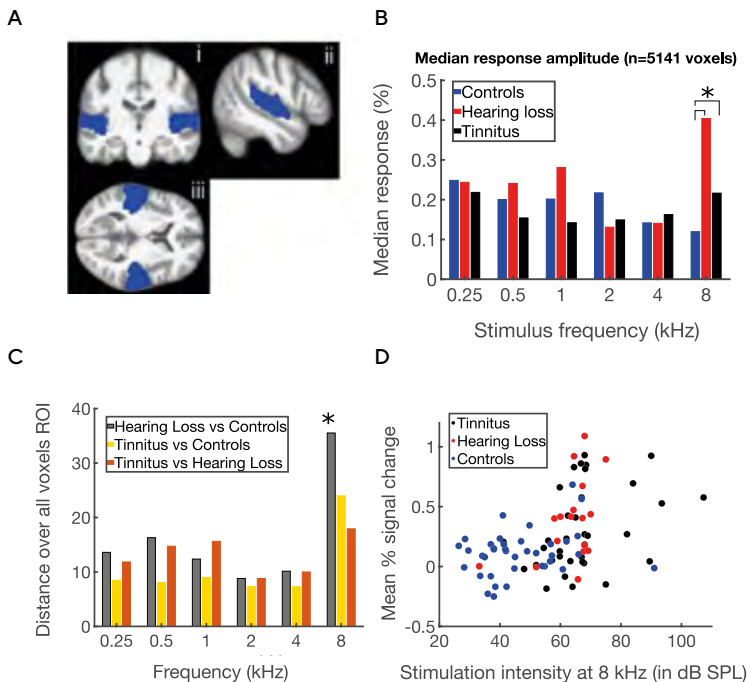 A
i
ii
iii
B
Median response amplitude (n=5141 voxels)
Median response (%)
0.5
0.4
0.3
0.2
0.1
0
Controls
Hearing loss
Tinnitus
*
0.25 0.5 1 2 4 8
Stimulus frequency (kHz)
C
Distance over all voxels ROI
40
30
20
10
0
Hearing Loss vs Controls
Tinnitus vs Controls
Tinnitus vs Hearing Loss
*
0.25 0.5 1 2 4 8
Frequency (kHz)
D
Mean % signal change
1
0.5
0
-0.5
Tinnitus
Hearing Loss
Controls
20 40 60 80 100
Stimulation intensity at 8 kHz (in dB SPL)